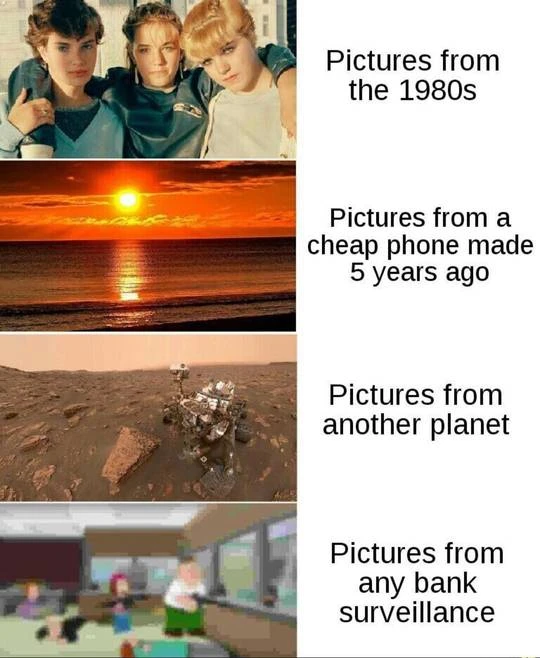 Pictures from
the 1980s
Pictures from a
cheap phone made
5 years ago
Pictures from
another planet
Pictures from
any bank
surveillance